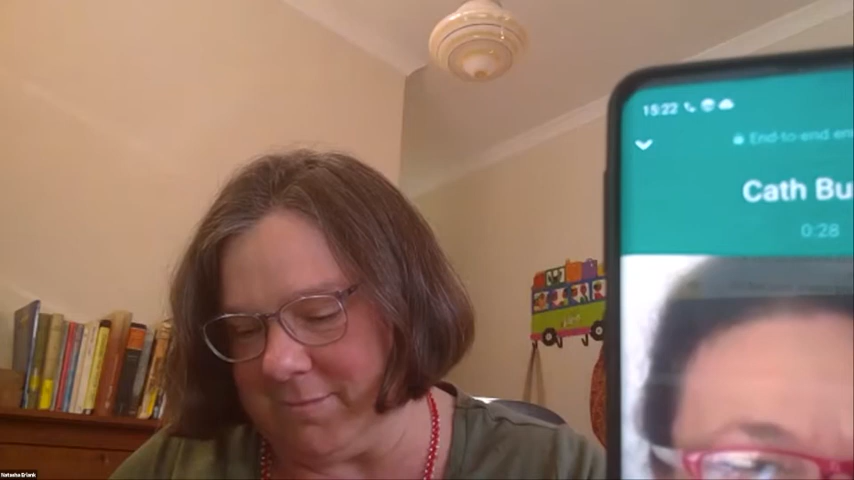 15:22
End-to-end en
Cath Bu
0:28
Natasha Erlank